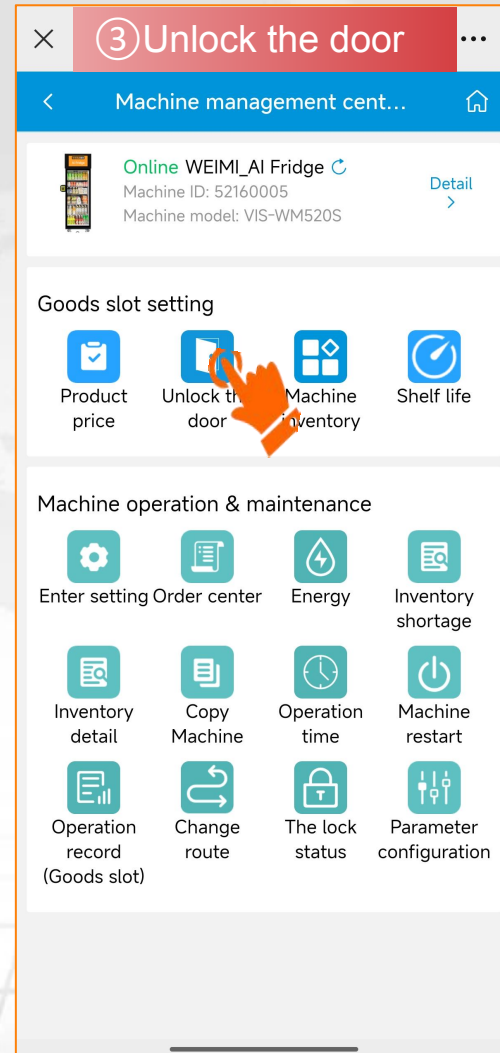 ③Unlock the door
Machine management cent...
Online WEIMI_AI Fridge
Machine ID: 52160005
Machine model: VIS-WM520S
Detail
Goods slot setting
Product
price
Unlock th
door
Machine
inventory
Shelf life
Machine operation & maintenance
Enter setting
Order center
Energy
Inventory
shortage
Inventory
detail
Copy
Machine
Operation
time
Machine
restart
Operation
record
(Goods slot)
Change
route
The lock
status
Parameter
configuration